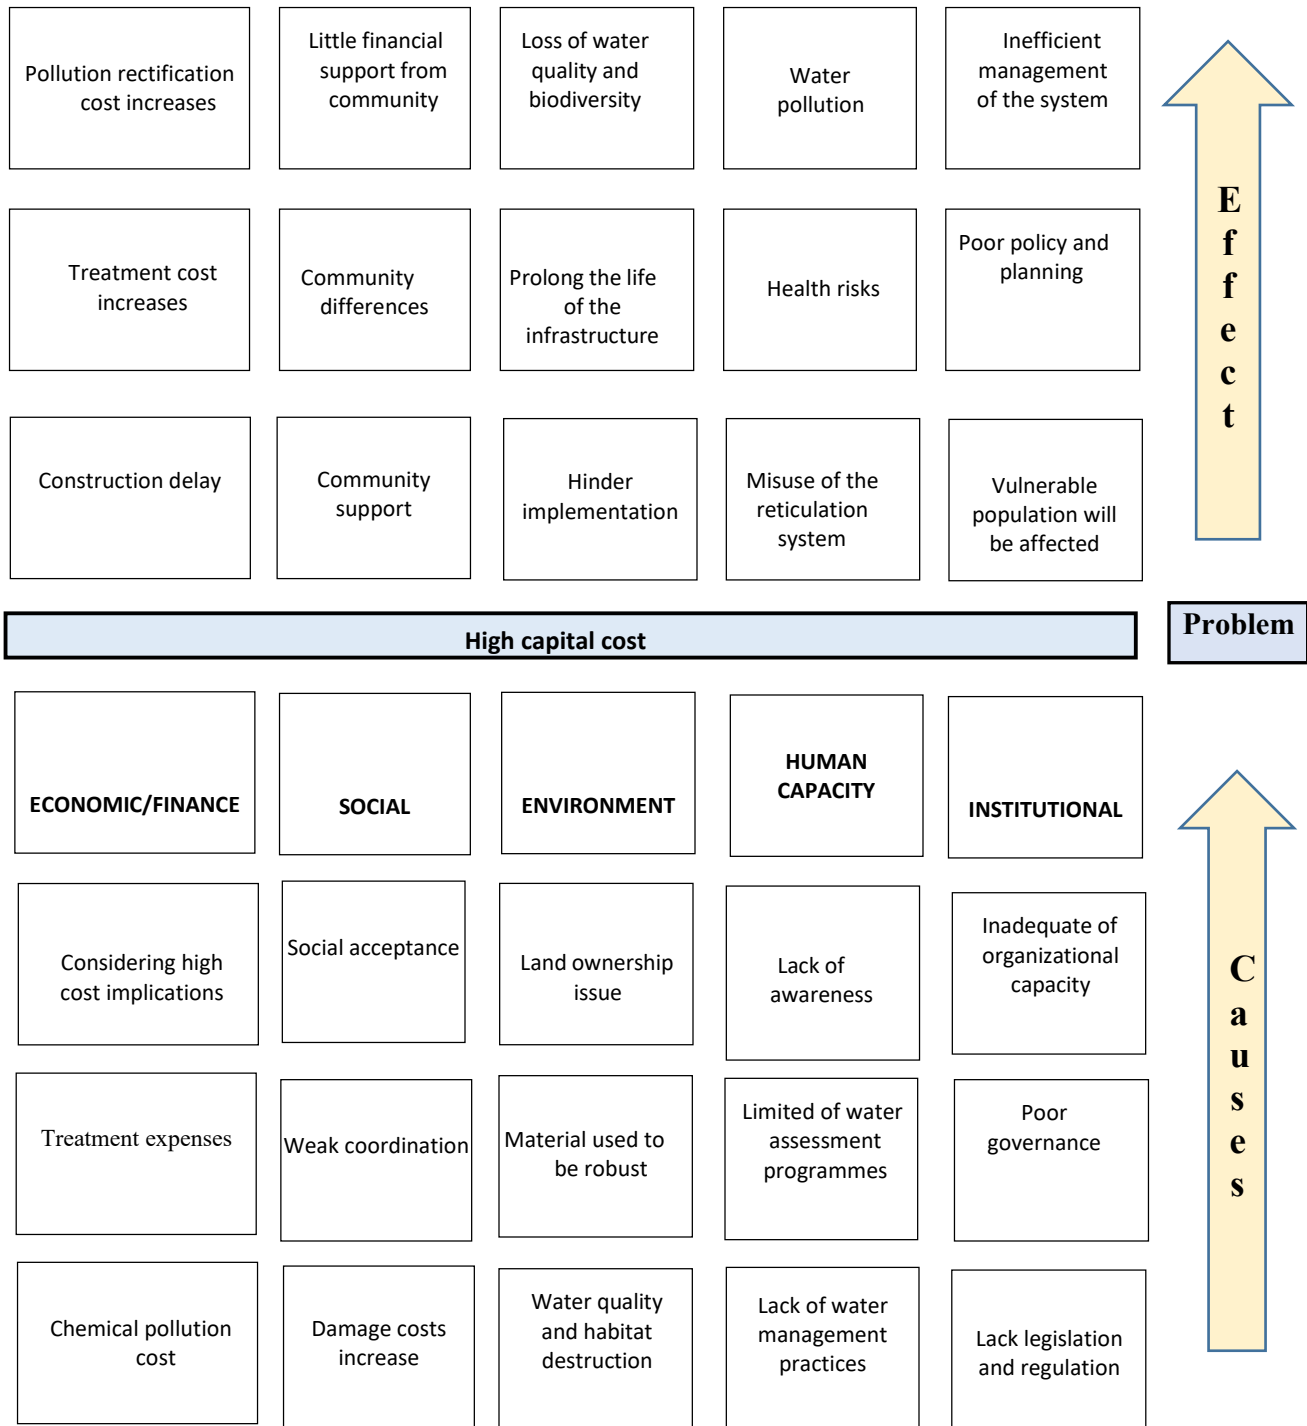 Pollution rectification
cost increases
Little financial
support from
community
Loss of water
quality and
biodiversity
Water
pollution
Inefficient
management
of the system
Treatment cost
increases
Community
differences
Prolong the life
of the
infrastructure
Health risks
Poor policy and
planning
Effect
Construction delay
Community
support
Hinder
implementation
Misuse of the
reticulation
system
Vulnerable
population will
be affected
High capital cost
Problem
ECONOMIC/FINANCE
SOCIAL
ENVIRONMENT
HUMAN
CAPACITY
INSTITUTIONAL
Considering high
cost implications
Social acceptance
Land ownership
issue
Lack of
awareness
Inadequate of
organizational
capacity
Causes
Treatment expenses
Weak coordination
Material used to
be robust
Limited of water
assessment
programmes
Poor
governance
Chemical pollution
cost
Damage costs
increase
Water quality
and habitat
destruction
Lack of water
management
practices
Lack legislation
and regulation